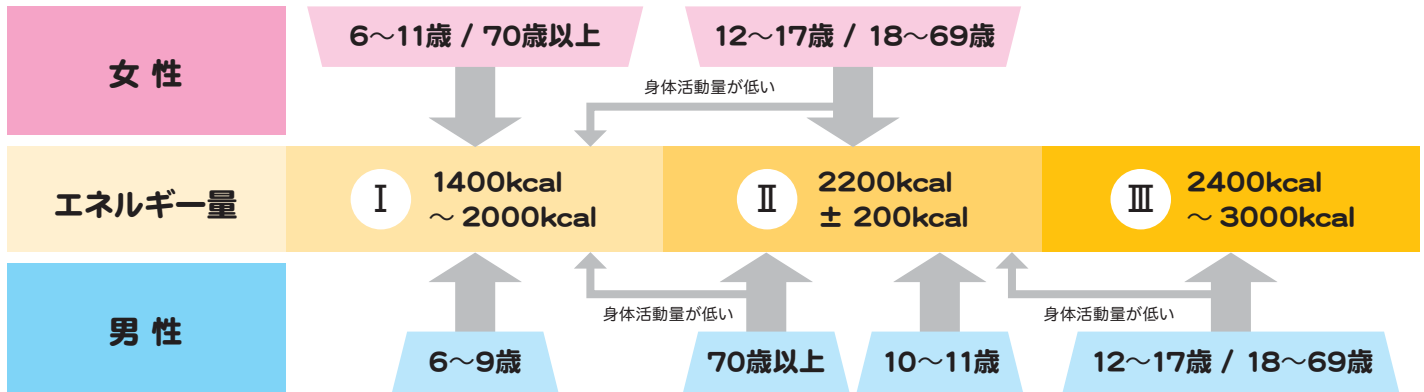 女 性
6〜11歳 / 70歳以上
12〜17歳 / 18〜69歳
身体活動量が低い
エネルギー量
Ⅰ
1400kcal
〜 2000kcal
Ⅱ
2200kcal
± 200kcal
Ⅲ
2400kcal
〜 3000kcal
男 性
身体活動量が低い
身体活動量が低い
6〜9歳
70歳以上
10〜11歳
12〜17歳 / 18〜69歳